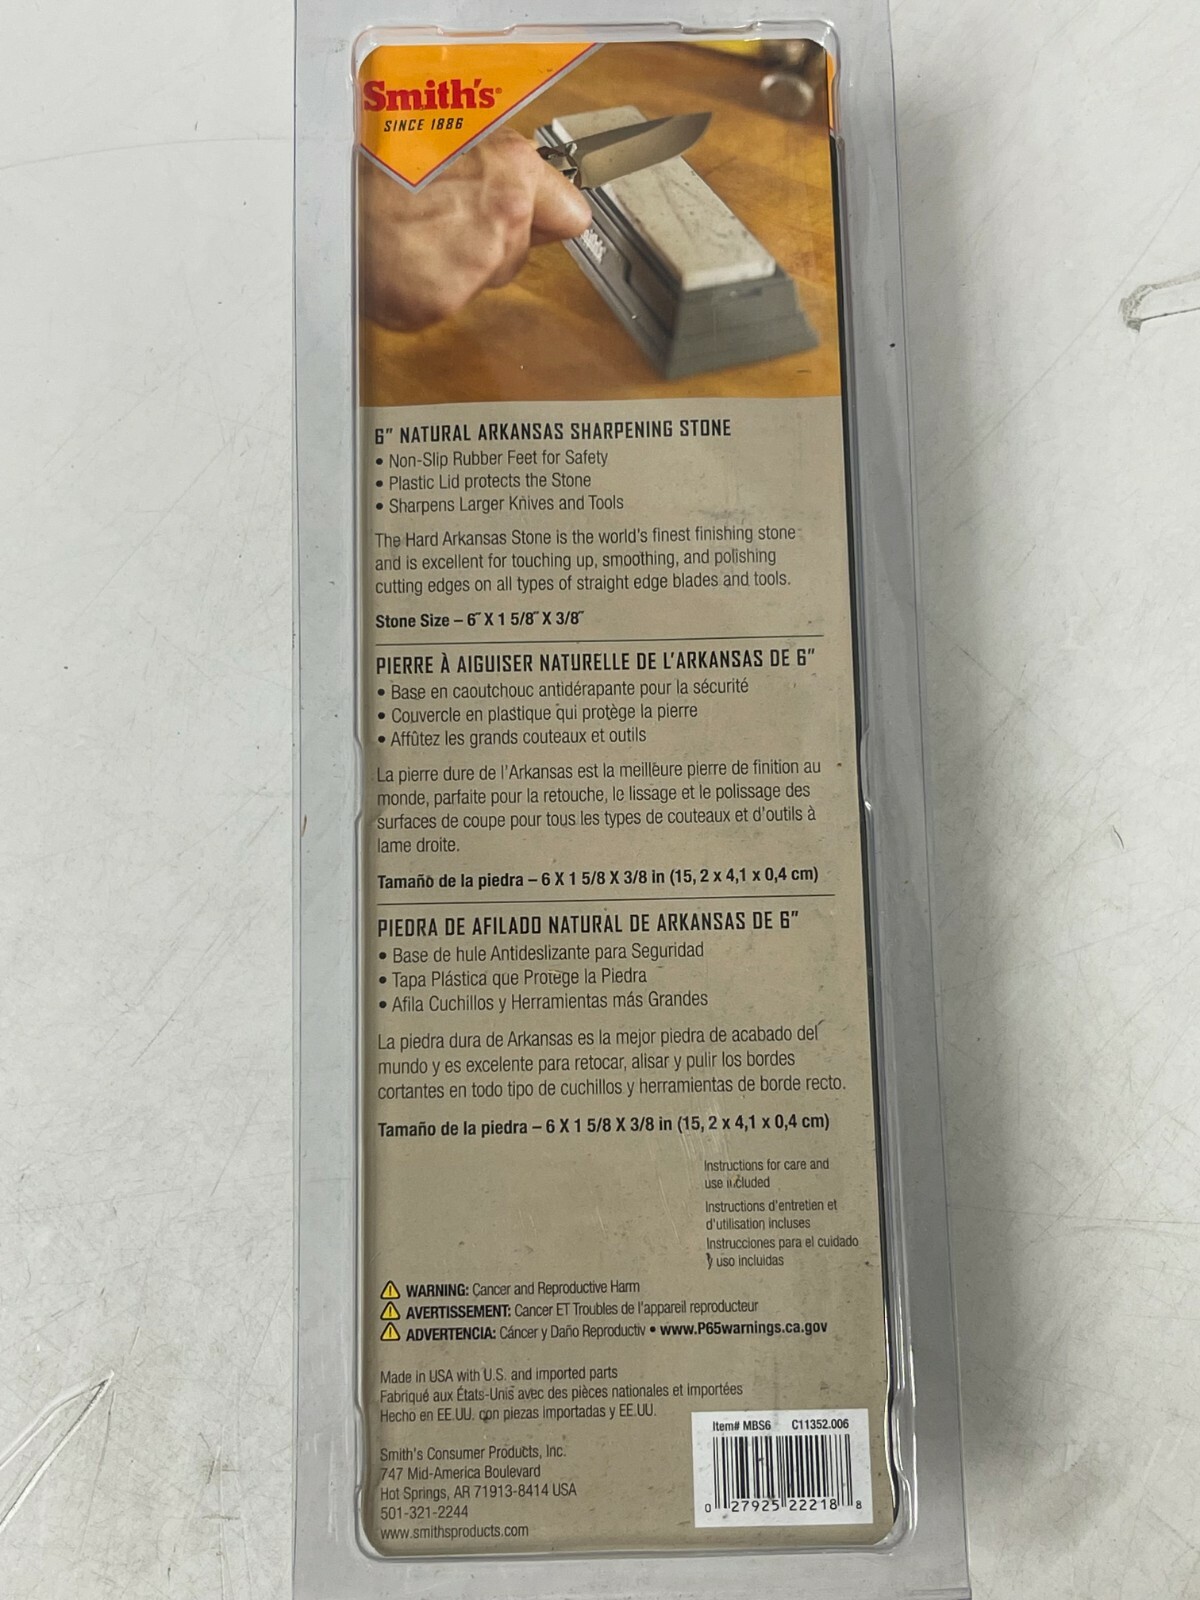 Smith's®
SINCE 1886
Smith's
6" NATURAL ARKANSAS SHARPENING STONE
• Non-Slip Rubber Feet for Safety
• Plastic Lid protects the Stone
• Sharpens Larger Knives and Tools
The Hard Arkansas Stone is the world's finest finishing stone
and is excellent for touching up, smoothing, and polishing
cutting edges on all types of straight edge blades and tools.
Stone Size – 6" X 1 5/8" X 3/8"
PIERRE À AIGUISER NATURELLE DE L'ARKANSAS DE 6"
• Base en caoutchouc antidérapante pour la sécurité
• Couvercle en plastique qui protège la pierre
• Affûtez les grands couteaux et outils
La pierre dure de l'Arkansas est la meilleure pierre de finition au
monde, parfaite pour la retouche, le lissage et le polissage des
surfaces de coupe pour tous les types de couteaux et d'outils à
lame droite.
Tamaño de la piedra – 6 X 1 5/8 X 3/8 in (15, 2 x 4,1 x 0,4 cm)
PIEDRA DE AFILADO NATURAL DE ARKANSAS DE 6"
• Base de hule Antideslizante para Seguridad
• Tapa Plástica que Protege la Piedra
• Afila Cuchillos y Herramientas más Grandes
La piedra dura de Arkansas es la mejor piedra de acabado del
mundo y es excelente para retocar, alisar y pulir los bordes
cortantes en todo tipo de cuchillos y herramientas de borde recto.
Tamaño de la piedra – 6 X 1 5/8 X 3/8 in (15, 2 x 4,1 x 0,4 cm)
Instructions for care and
use included
Instructions d'entretien et
d'utilisation incluses
Instrucciones para el cuidado
y uso incluidas
WARNING: Cancer and Reproductive Harm
AVERTISSEMENT: Cancer ET Troubles de l'appareil reproducteur
ADVERTENCIA: Cáncer y Daño Reproductiv • www.P65warnings.ca.gov
Made in USA with U.S. and imported parts
Fabriqué aux États-Unis avec des pièces nationales et importées
Hecho en EE.UU. con piezas importadas y EE.UU.
Smith's Consumer Products, Inc.
747 Mid-America Boulevard
Hot Springs, AR 71913-8414 USA
501-321-2244
www.smithsproducts.com
Item# MBS6 C11352.006
0 27925 22218 8